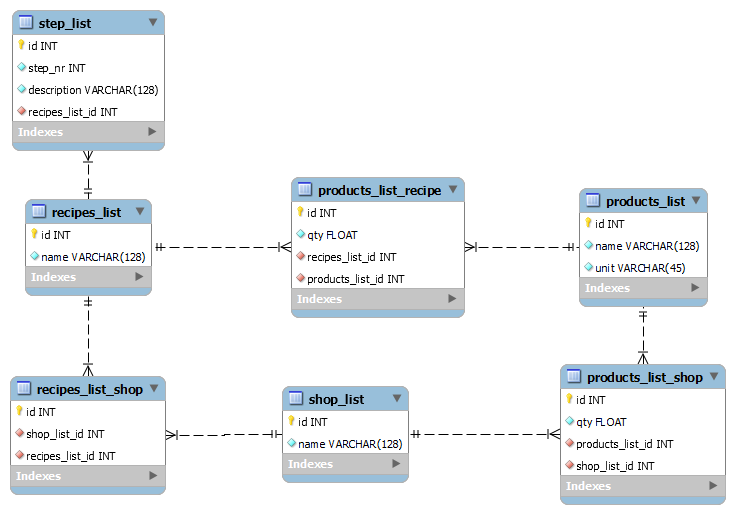 step_list
id INT
step_nr INT
description VARCHAR(128)
recipes_list_id INT
Indexes
recipes_list
id INT
name VARCHAR(128)
Indexes
products_list_recipe
id INT
qty FLOAT
recipes_list_id INT
products_list_id INT
Indexes
products_list
id INT
name VARCHAR(128)
unit VARCHAR(45)
Indexes
recipes_list_shop
id INT
shop_list_id INT
recipes_list_id INT
Indexes
shop_list
id INT
name VARCHAR(128)
Indexes
products_list_shop
id INT
qty FLOAT
products_list_id INT
shop_list_id INT
Indexes